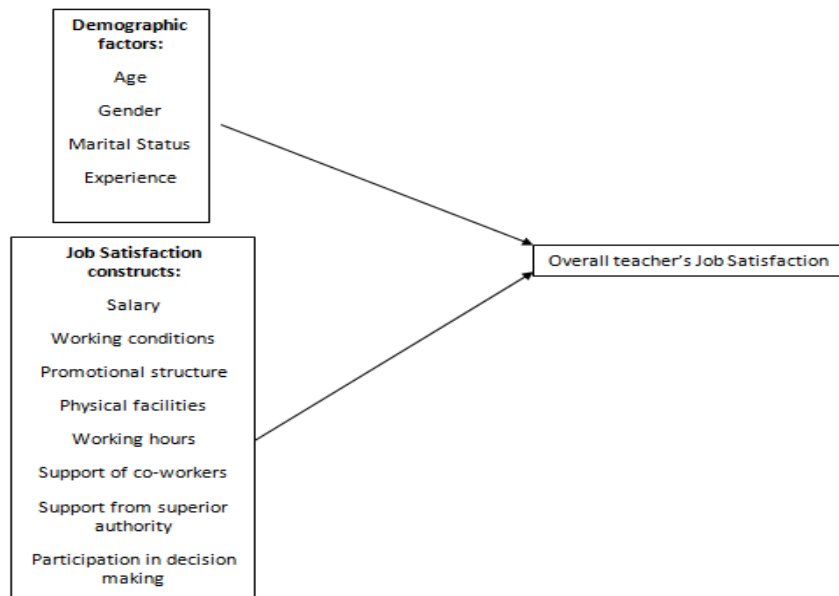 Demographic
factors:
Age
Gender
Marital Status
Experience
Job Satisfaction
constructs:
Salary
Working conditions
Promotional structure
Physical facilities
Working hours
Support of co-workers
Support from superior
authority
Participation in decision
making
Overall teacher's Job Satisfaction